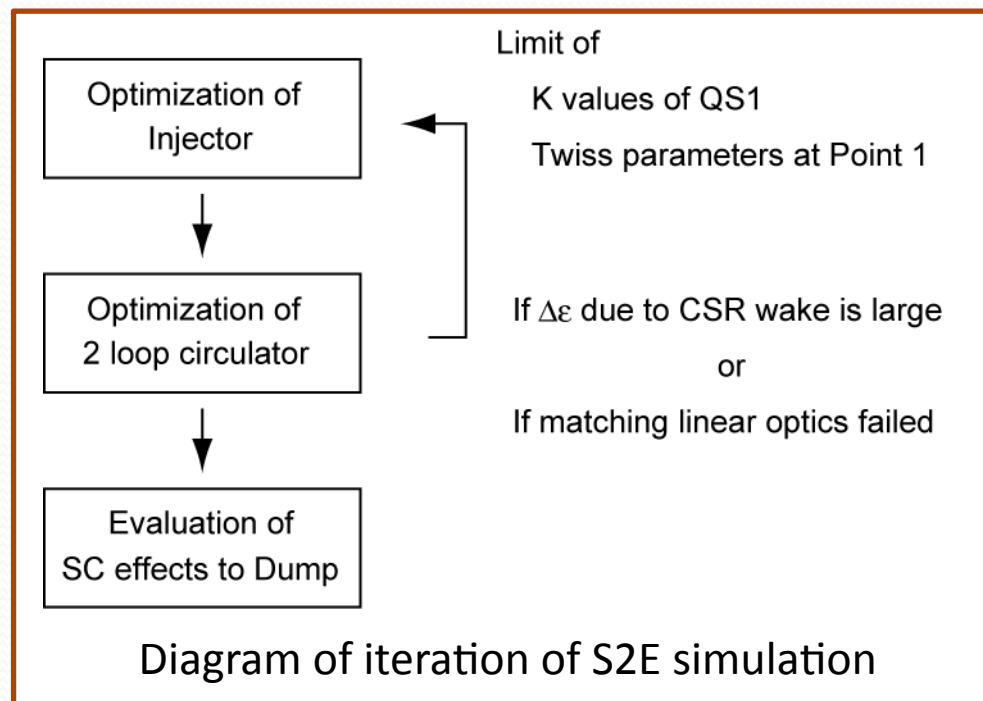 Limit of
K values of QS1
Twiss parameters at Point 1
Optimization of
Injector
Optimization of
2 loop circulator
If Δε due to CSR wake is large
or
If matching linear optics failed
Evaluation of
SC effects to Dump
Diagram of iteration of S2E simulation